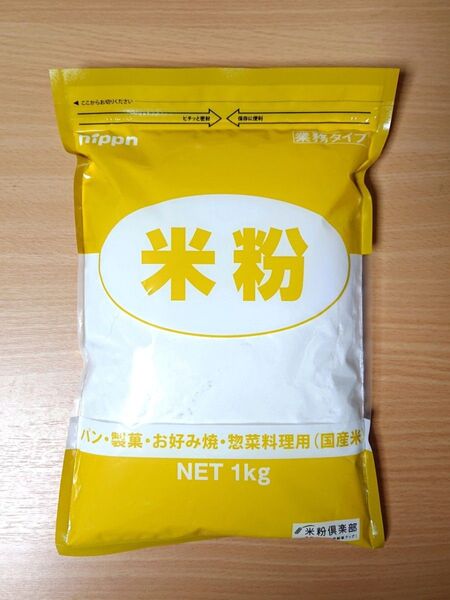 ◀ ここからお切りください
ピチッと密封 保存に便利
nippn 業務タイプ
米粉
パン・製菓・お好み焼・惣菜料理用(国産米
NET 1kg
米粉倶楽部